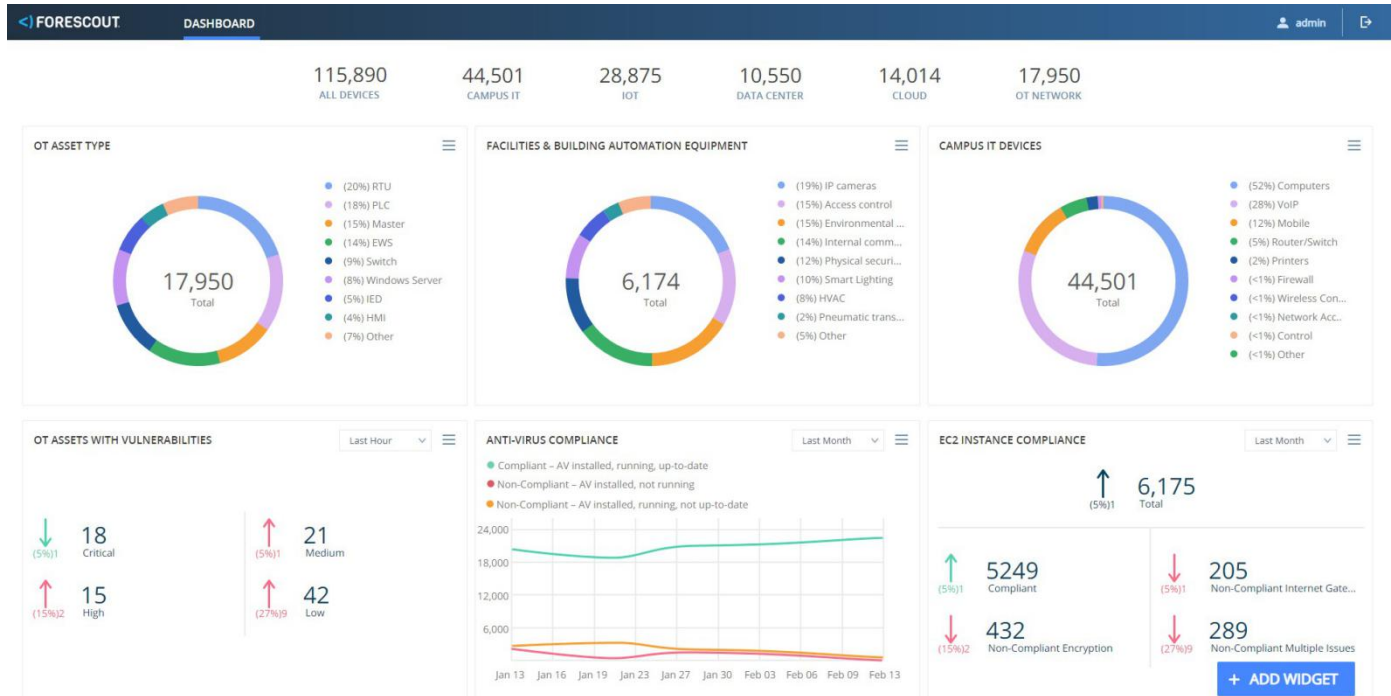 <) FORESCOUT.
DASHBOARD
admin
115,890
ALL DEVICES
44,501
CAMPUS IT
28,875
IOT
10,550
DATA CENTER
14,014
CLOUD
17,950
OT NETWORK
OT ASSET TYPE
17,950
Total
(20%) RTU
(18%) PLC
(15%) Master
(14%) EWS
(9%) Switch
(8%) Windows Server
(5%) IED
(4%) HMI
(7%) Other
FACILITIES & BUILDING AUTOMATION EQUIPMENT
6,174
Total
(19%) IP cameras
(15%) Access control
(15%) Environmental ...
(14%) Internal comm...
(12%) Physical securi...
(10%) Smart Lighting
(8%) HVAC
(2%) Pneumatic trans...
(5%) Other
CAMPUS IT DEVICES
44,501
Total
(52%) Computers
(28%) VoIP
(12%) Mobile
(5%) Router/Switch
(2%) Printers
(<1%) Firewall
(<1%) Wireless Con...
(<1%) Network Acc..
(<1%) Control
(<1%) Other
OT ASSETS WITH VULNERABILITIES
Last Hour
(5%)1
18
Critical
(5%)1
21
Medium
(15%)2
15
High
(27%)9
42
Low
ANTI-VIRUS COMPLIANCE
Last Month
Compliant – AV installed, running, up-to-date
Non-Compliant – AV installed, not running
Non-Compliant – AV installed, running, not up-to-date
24,000
18,000
12,000
6,000
Jan 13 Jan 16 Jan 19 Jan 23 Jan 27 Jan 30 Feb 03 Feb 06 Feb 09 Feb 13
EC2 INSTANCE COMPLIANCE
Last Month
(5%)1
6,175
Total
(5%)1
5249
Compliant
(5%)1
205
Non-Compliant Internet Gate...
(15%)2
432
Non-Compliant Encryption
(27%)9
289
Non-Compliant Multiple Issues
+ ADD WIDGET